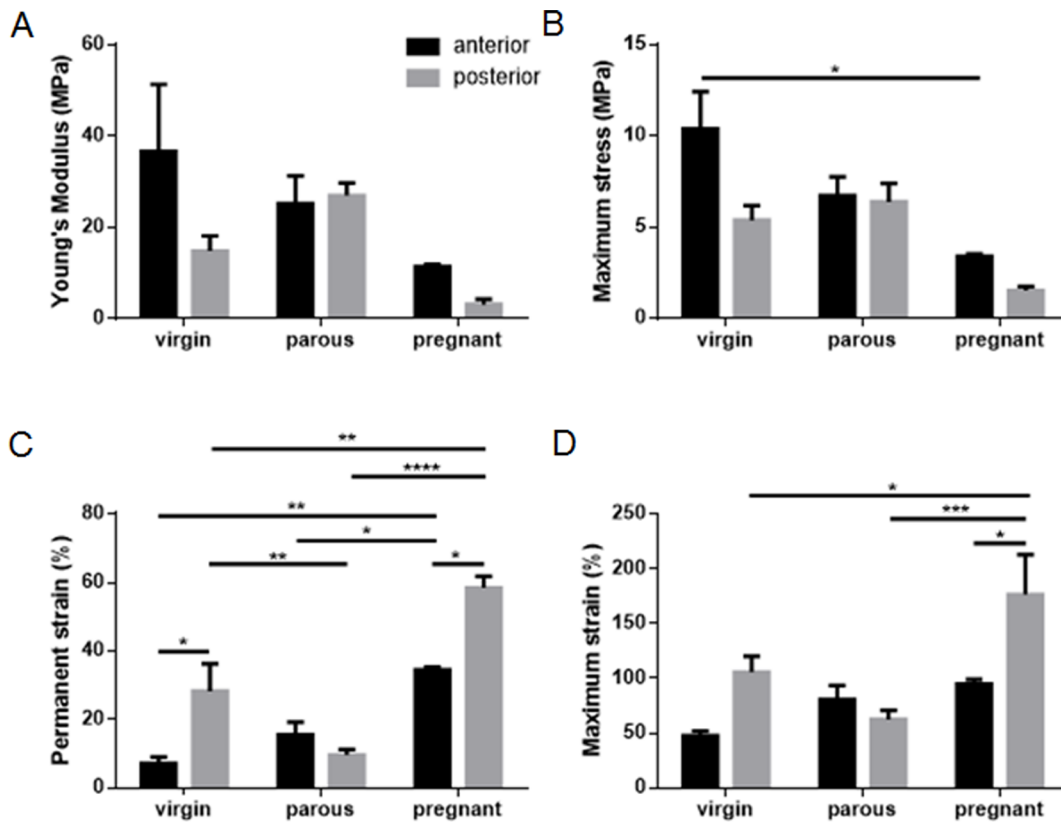 A
60
40
20
0
Young's Modulus (MPa)
anterior
posterior
virgin parous pregnant
B
15
10
5
0
Maximum stress (MPa)
*
virgin parous pregnant
C
**
****
**
*
**
*
*
80
60
40
20
0
Permanent strain (%)
virgin parous pregnant
D
*
***
*
250
200
150
100
50
0
Maximum strain (%)
virgin parous pregnant